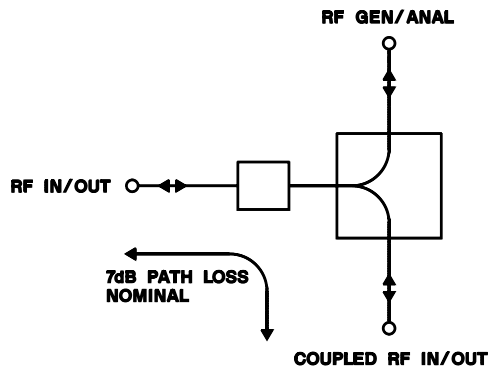 RF GEN/ANAL
RF IN/OUT
7dB PATH LOSS
NOMINAL
COUPLED RF IN/OUT